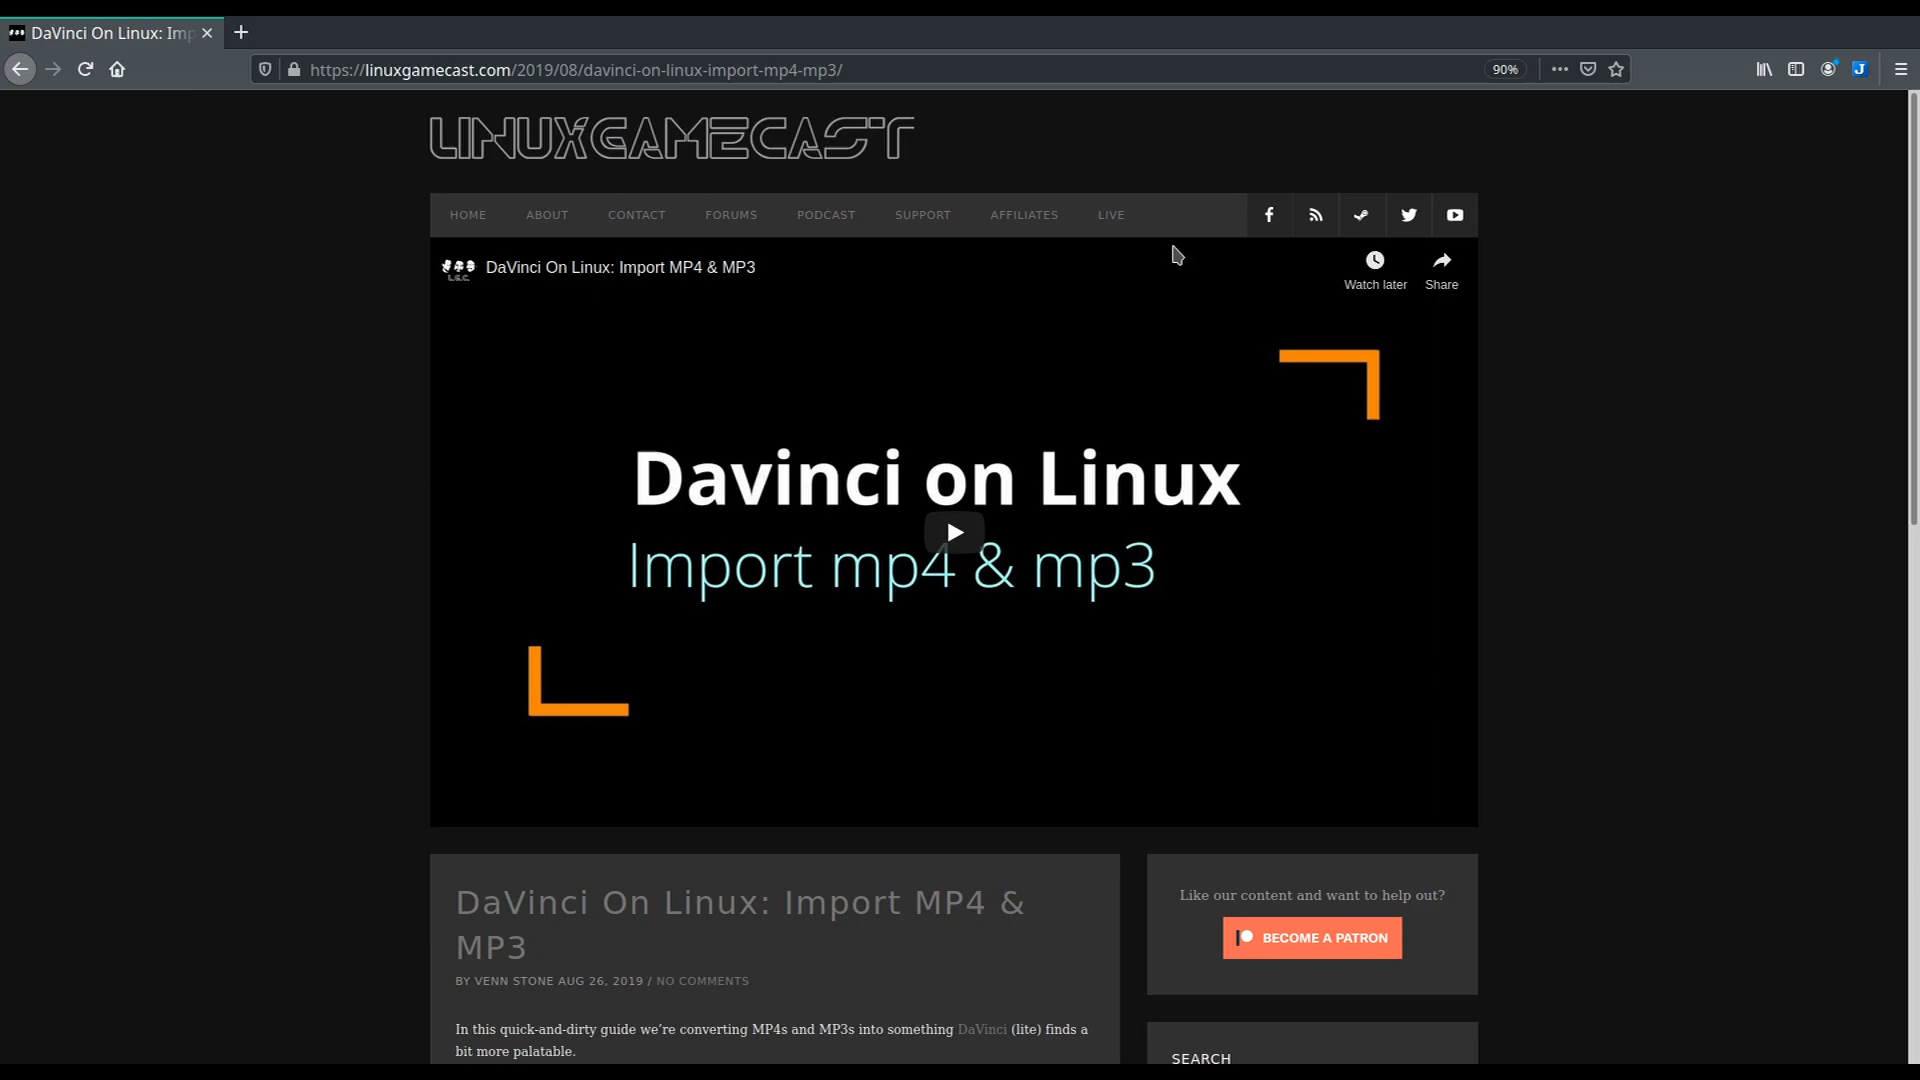 DaVinci On Linux: Imp
https://linuxgamecast.com/2019/08/davinci-on-linux-import-mp4-mp3/
90%
J
LINUXGAMECAST
HOME ABOUT CONTACT FORUMS PODCAST SUPPORT AFFILIATES LIVE
L.G.C.
DaVinci On Linux: Import MP4 & MP3
Watch later
Share
Davinci on Linux
Import mp4 & mp3
DaVinci On Linux: Import MP4 &
MP3
BY VENN STONE AUG 26, 2019 / NO COMMENTS
In this quick-and-dirty guide we’re converting MP4s and MP3s into something DaVinci (lite) finds a
bit more palatable.
Like our content and want to help out?
BECOME A PATRON
SEARCH